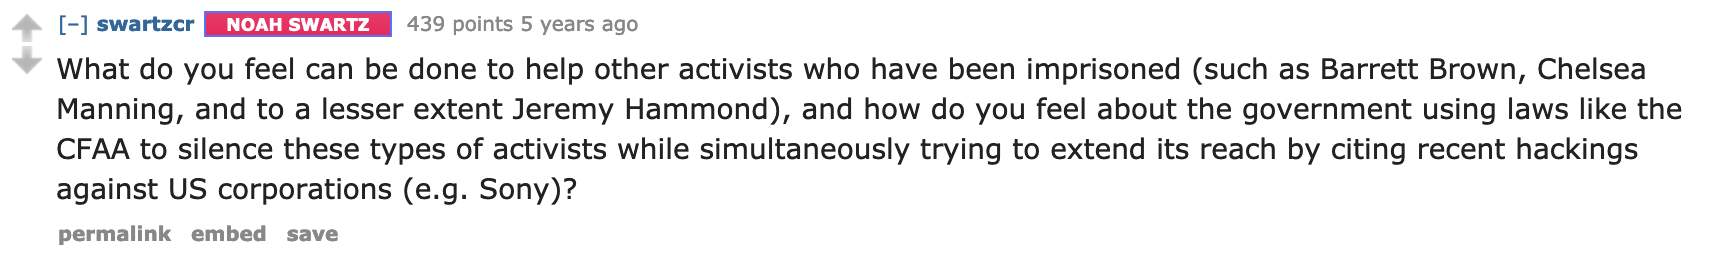 [–] swartzcr NOAH SWARTZ 439 points 5 years ago
What do you feel can be done to help other activists who have been imprisoned (such as Barrett Brown, Chelsea
Manning, and to a lesser extent Jeremy Hammond), and how do you feel about the government using laws like the
CFAA to silence these types of activists while simultaneously trying to extend its reach by citing recent hackings
against US corporations (e.g. Sony)?
permalink embed save